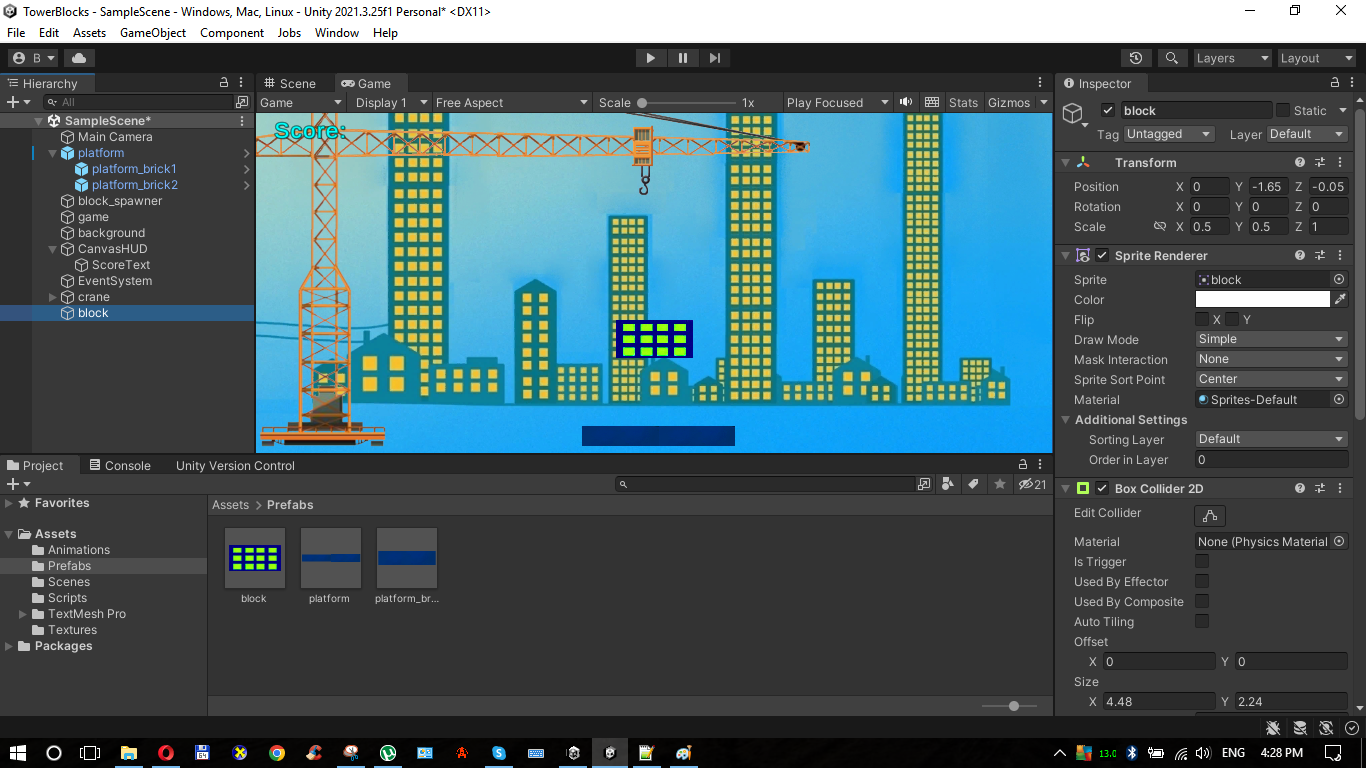 TowerBlocks - SampleScene - Windows, Mac, Linux - Unity 2021.3.25f1 Personal* <DX11>
File Edit Assets GameObject Component Jobs Window Help
B Layers Layout
Hierarchy
All
SampleScene*
Main Camera
platform
platform_brick1
platform_brick2
block_spawner
game
background
CanvasHUD
ScoreText
EventSystem
crane
block
Scene Game
Game Display 1 Free Aspect Scale 1x Play Focused Stats Gizmos
Score:
Inspector
block Static
Tag Untagged Layer Default
Transform
Position X 0 Y -1.65 Z -0.05
Rotation X 0 Y 0 Z 0
Scale X 0.5 Y 0.5 Z 1
Sprite Renderer
Sprite block
Color
Flip X Y
Draw Mode Simple
Mask Interaction None
Sprite Sort Point Center
Material Sprites-Default
Additional Settings
Sorting Layer Default
Order in Layer 0
Box Collider 2D
Edit Collider
Material None (Physics Material
Is Trigger
Used By Effector
Used By Composite
Auto Tiling
Offset
X 0 Y 0
Size
X 4.48 Y 2.24
Project Console Unity Version Control
21
Favorites
Assets
Animations
Prefabs
Scenes
Scripts
TextMesh Pro
Textures
Packages
Assets > Prefabs
block platform platform_br...
64 13.0 ENG 4:28 PM